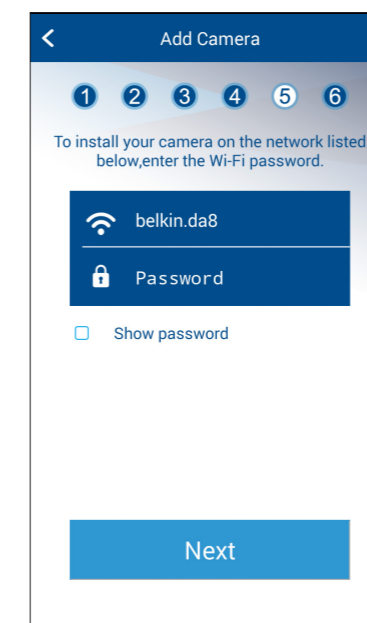 Add Camera
1 2 3 4 5 6
To install your camera on the network listed
below,enter the Wi-Fi password.
belkin.da8
Password
Show password
Next